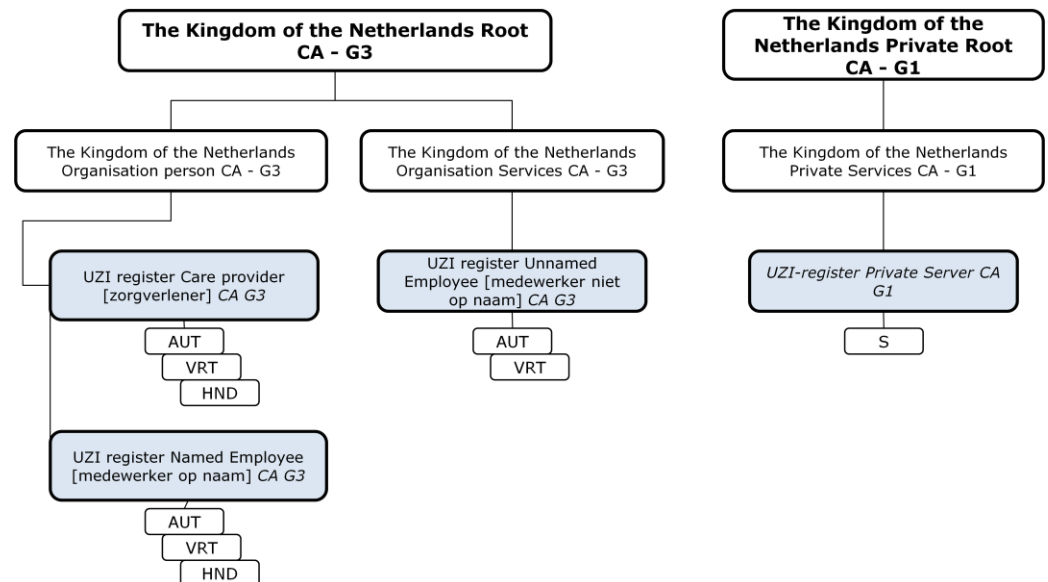 The Kingdom of the Netherlands Root
CA - G3
The Kingdom of the
Netherlands Private Root
CA - G1
The Kingdom of the Netherlands
Organisation person CA - G3
The Kingdom of the Netherlands
Organisation Services CA - G3
The Kingdom of the Netherlands
Private Services CA - G1
UZI register Care provider
[zorgverlener] CA G3
AUT
VRT
HND
UZI register Unnamed
Employee [medewerker niet
op naam] CA G3
AUT
VRT
UZI-register Private Server CA
G1
S
UZI register Named Employee
[medewerker op naam] CA G3
AUT
VRT
HND